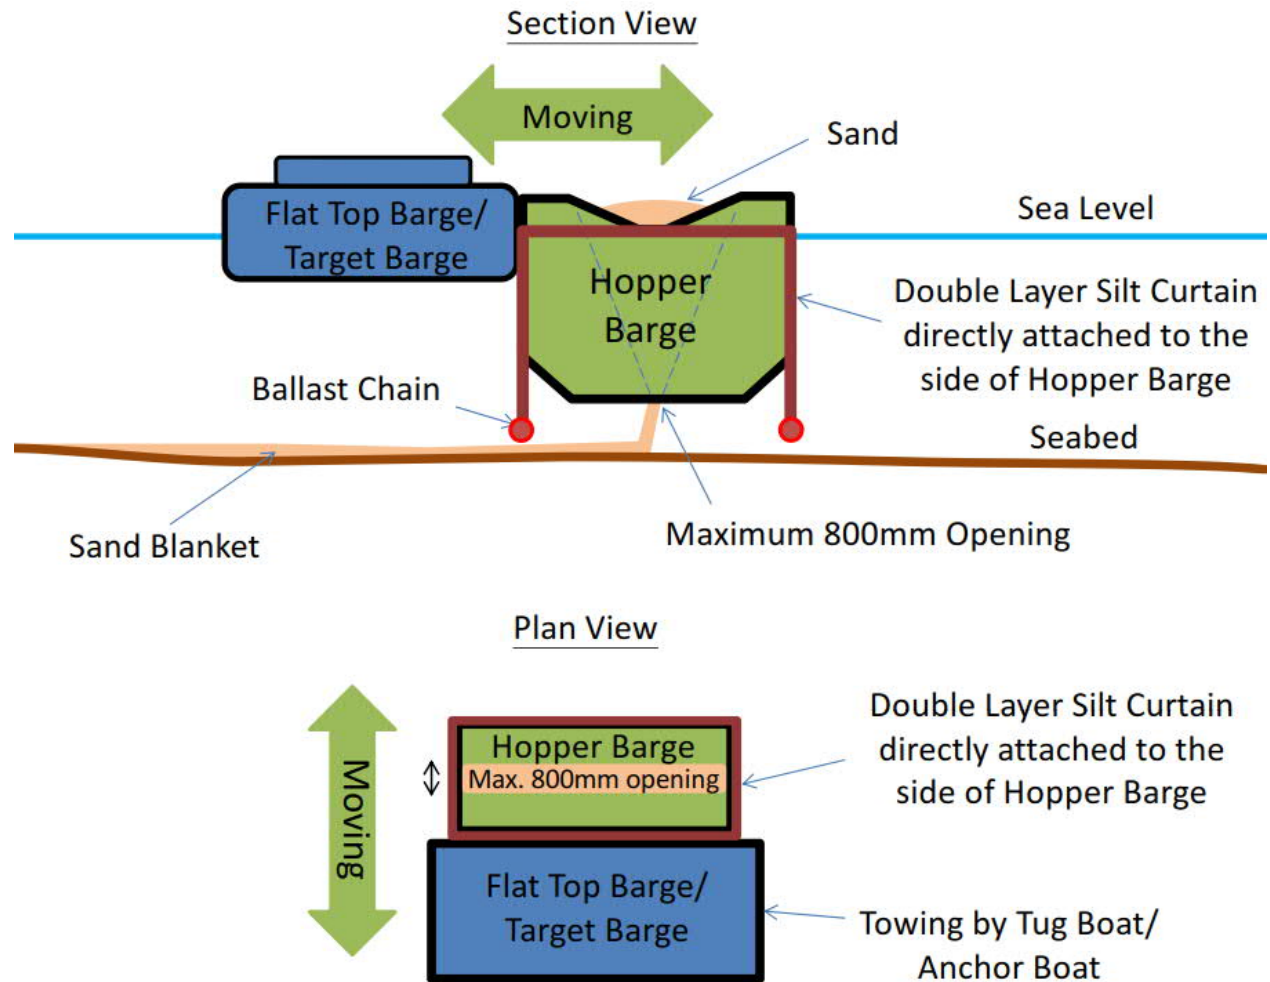 Section View
Moving
Sand
Flat Top Barge/
Target Barge
Sea Level
Hopper
Barge
Double Layer Silt Curtain
directly attached to the
side of Hopper Barge
Ballast Chain
Seabed
Sand Blanket
Maximum 800mm Opening
Plan View
Moving
Hopper Barge
Max. 800mm opening
Double Layer Silt Curtain
directly attached to the
side of Hopper Barge
Flat Top Barge/
Target Barge
Towing by Tug Boat/
Anchor Boat